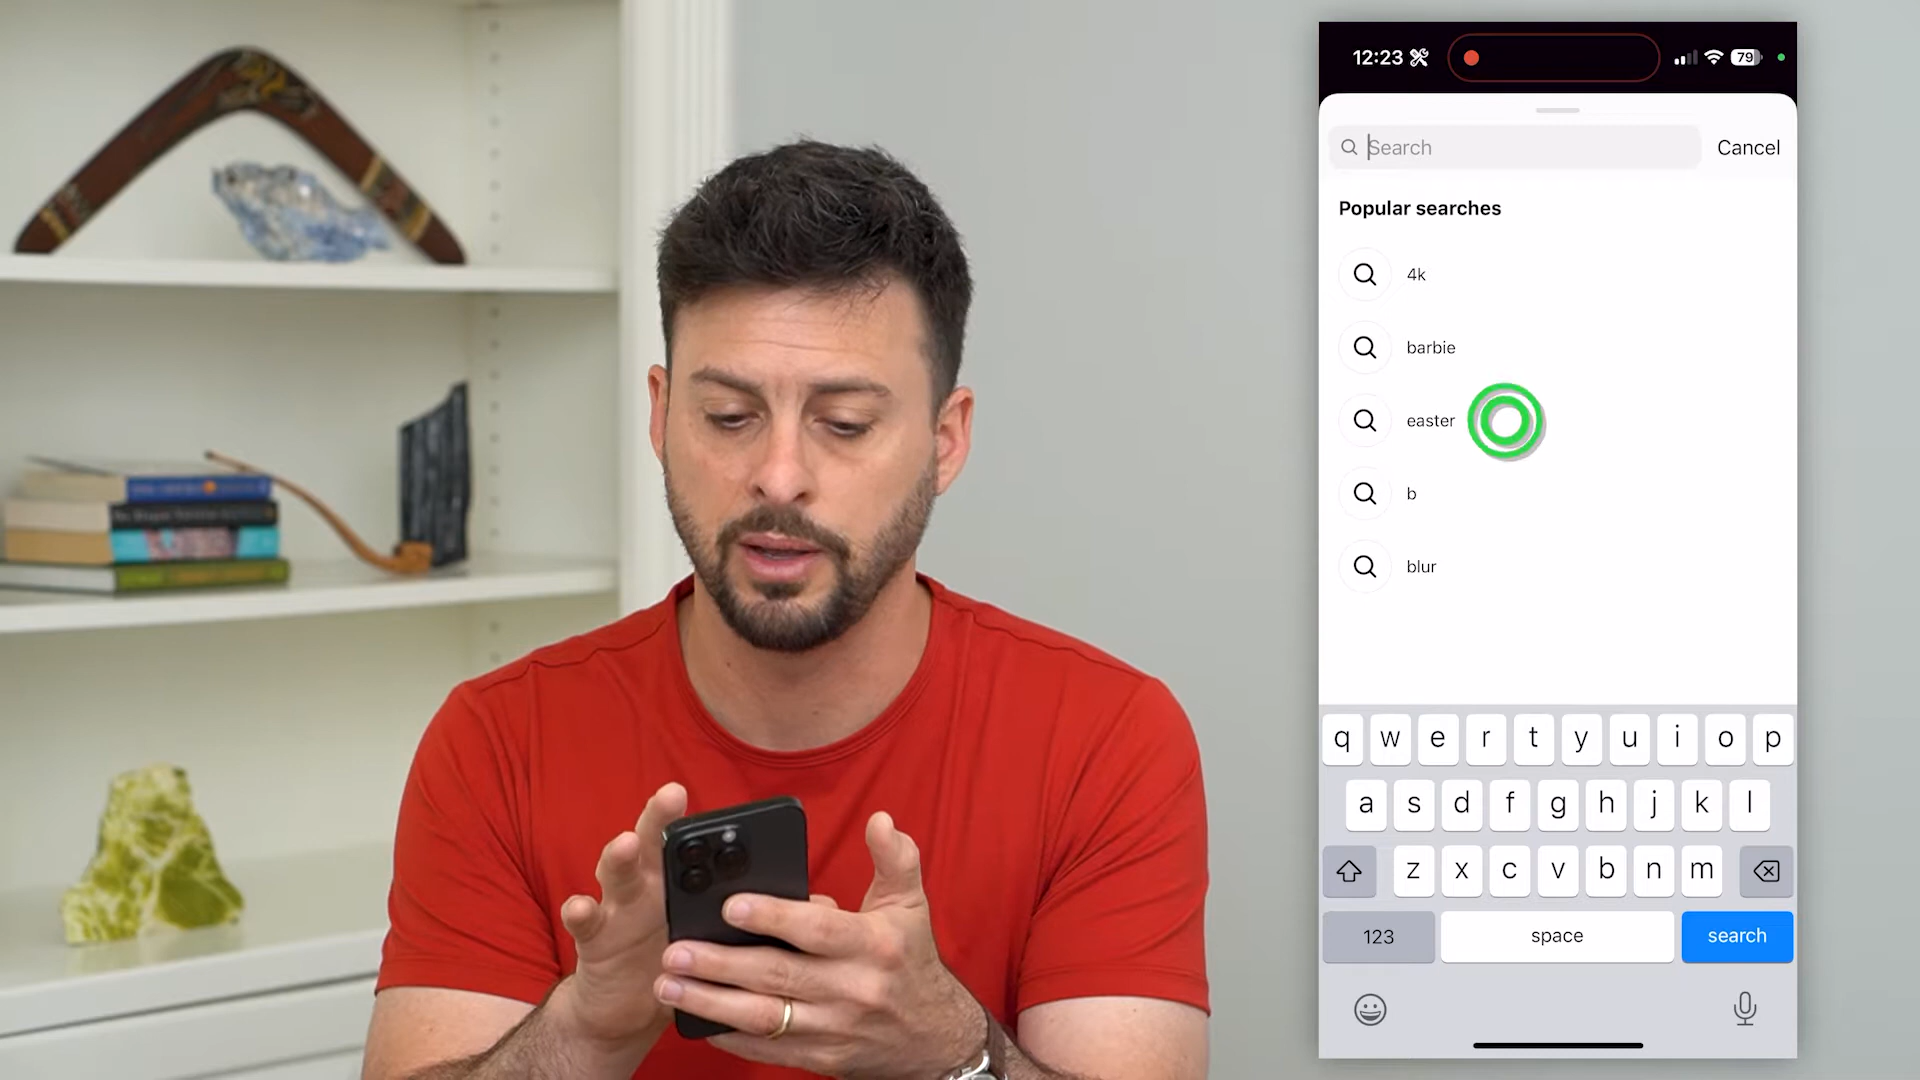 12:23
79
Search
Cancel
Popular searches
4k
barbie
easter
b
blur
q w e r t y u i o p
a s d f g h j k l
z x c v b n m
123
space
search